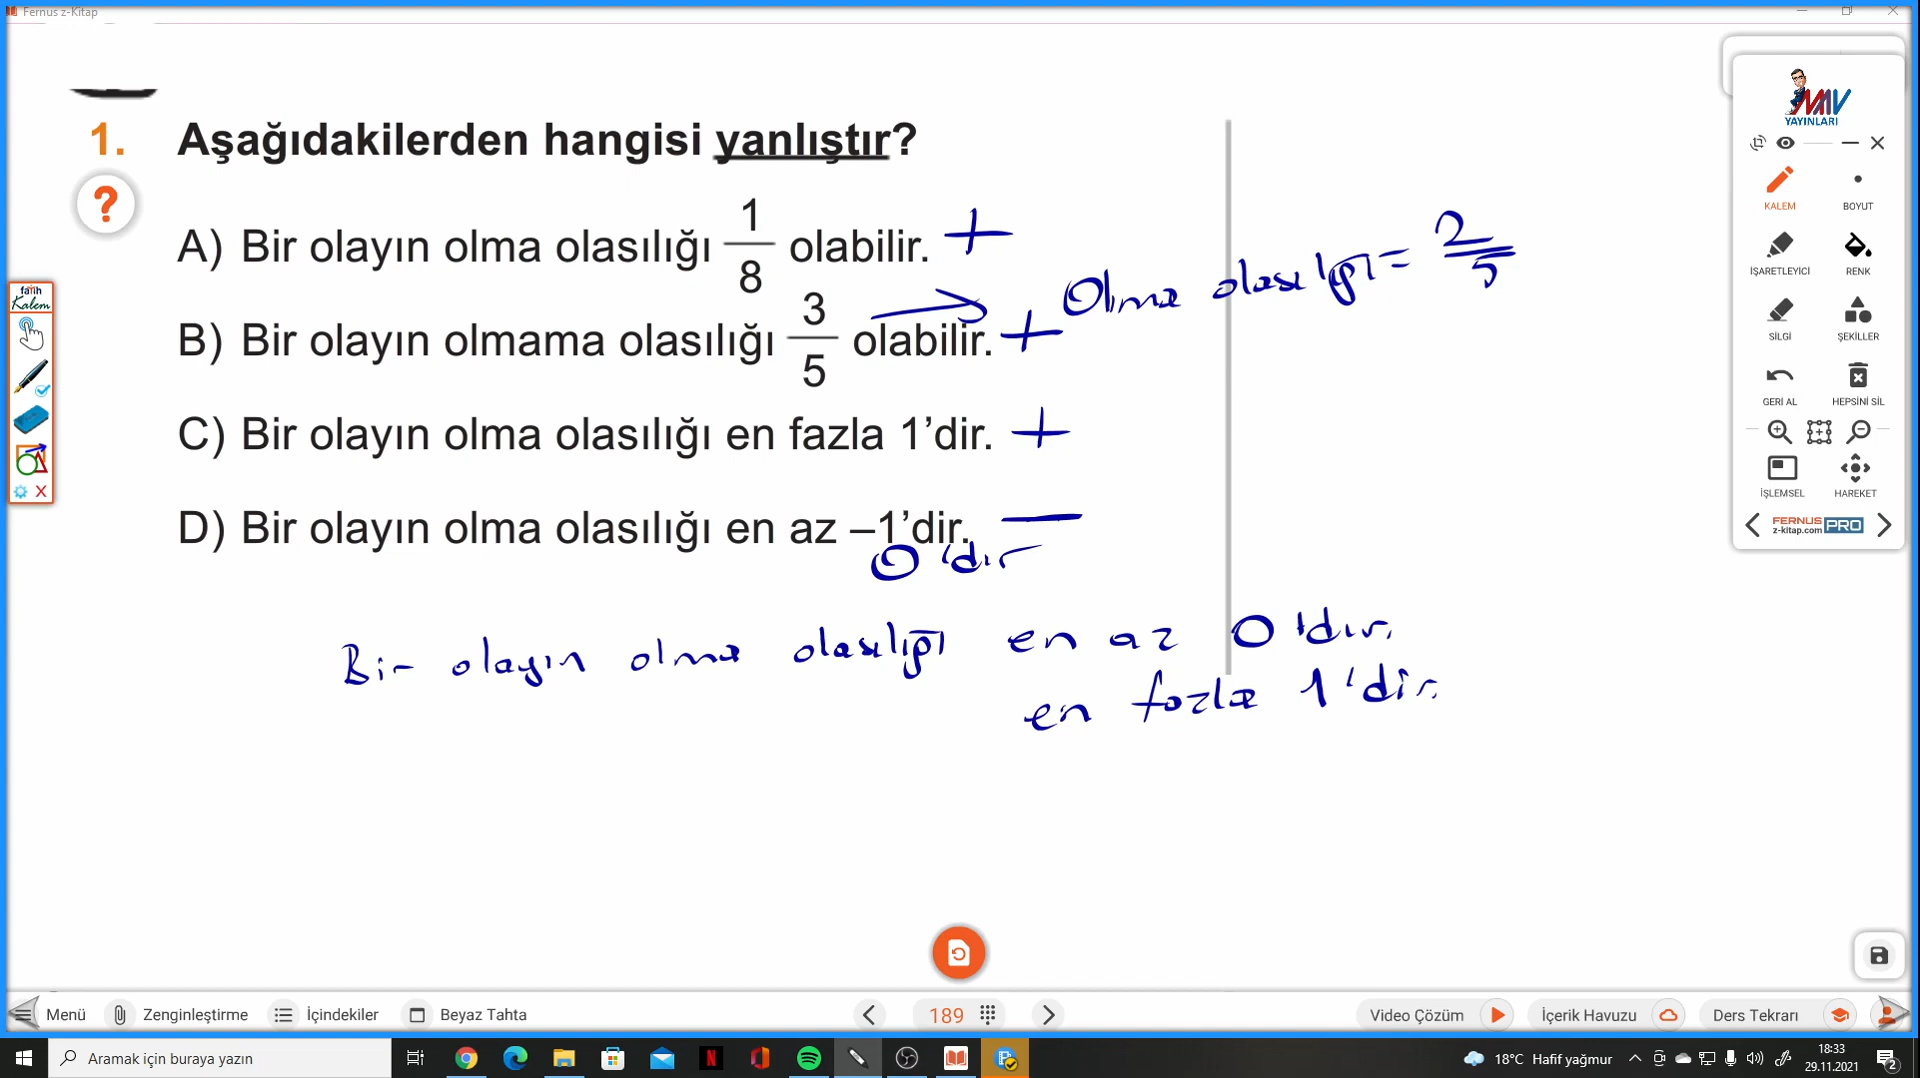 Fernus z-Kitap
1. Aşağıdakilerden hangisi yanlıştır?
A) Bir olayın olma olasılığı 1/8 olabilir. +
Olma olasılığı = 2/5
B) Bir olayın olmama olasılığı 3/5 olabilir. +
C) Bir olayın olma olasılığı en fazla 1’dir. +
D) Bir olayın olma olasılığı en az –1’dir. —
0'dır
Bir olayın olma olasılığı en az 0'dır.
en fazla 1'dir.
fatih
Kalem
X
MAV
YAYINLARI
KALEM BOYUT
İŞARETLEYİCİ RENK
SİLGİ ŞEKİLLER
GERİ AL HEPSİNİ SİL
İŞLEMSEL HAREKET
FERNUS PRO
z-kitap.com
Menü Zenginleştirme İçindekiler Beyaz Tahta 189 Video Çözüm İçerik Havuzu Ders Tekrarı
Aramak için buraya yazın 18°C Hafif yağmur 18:33
29.11.2021 2